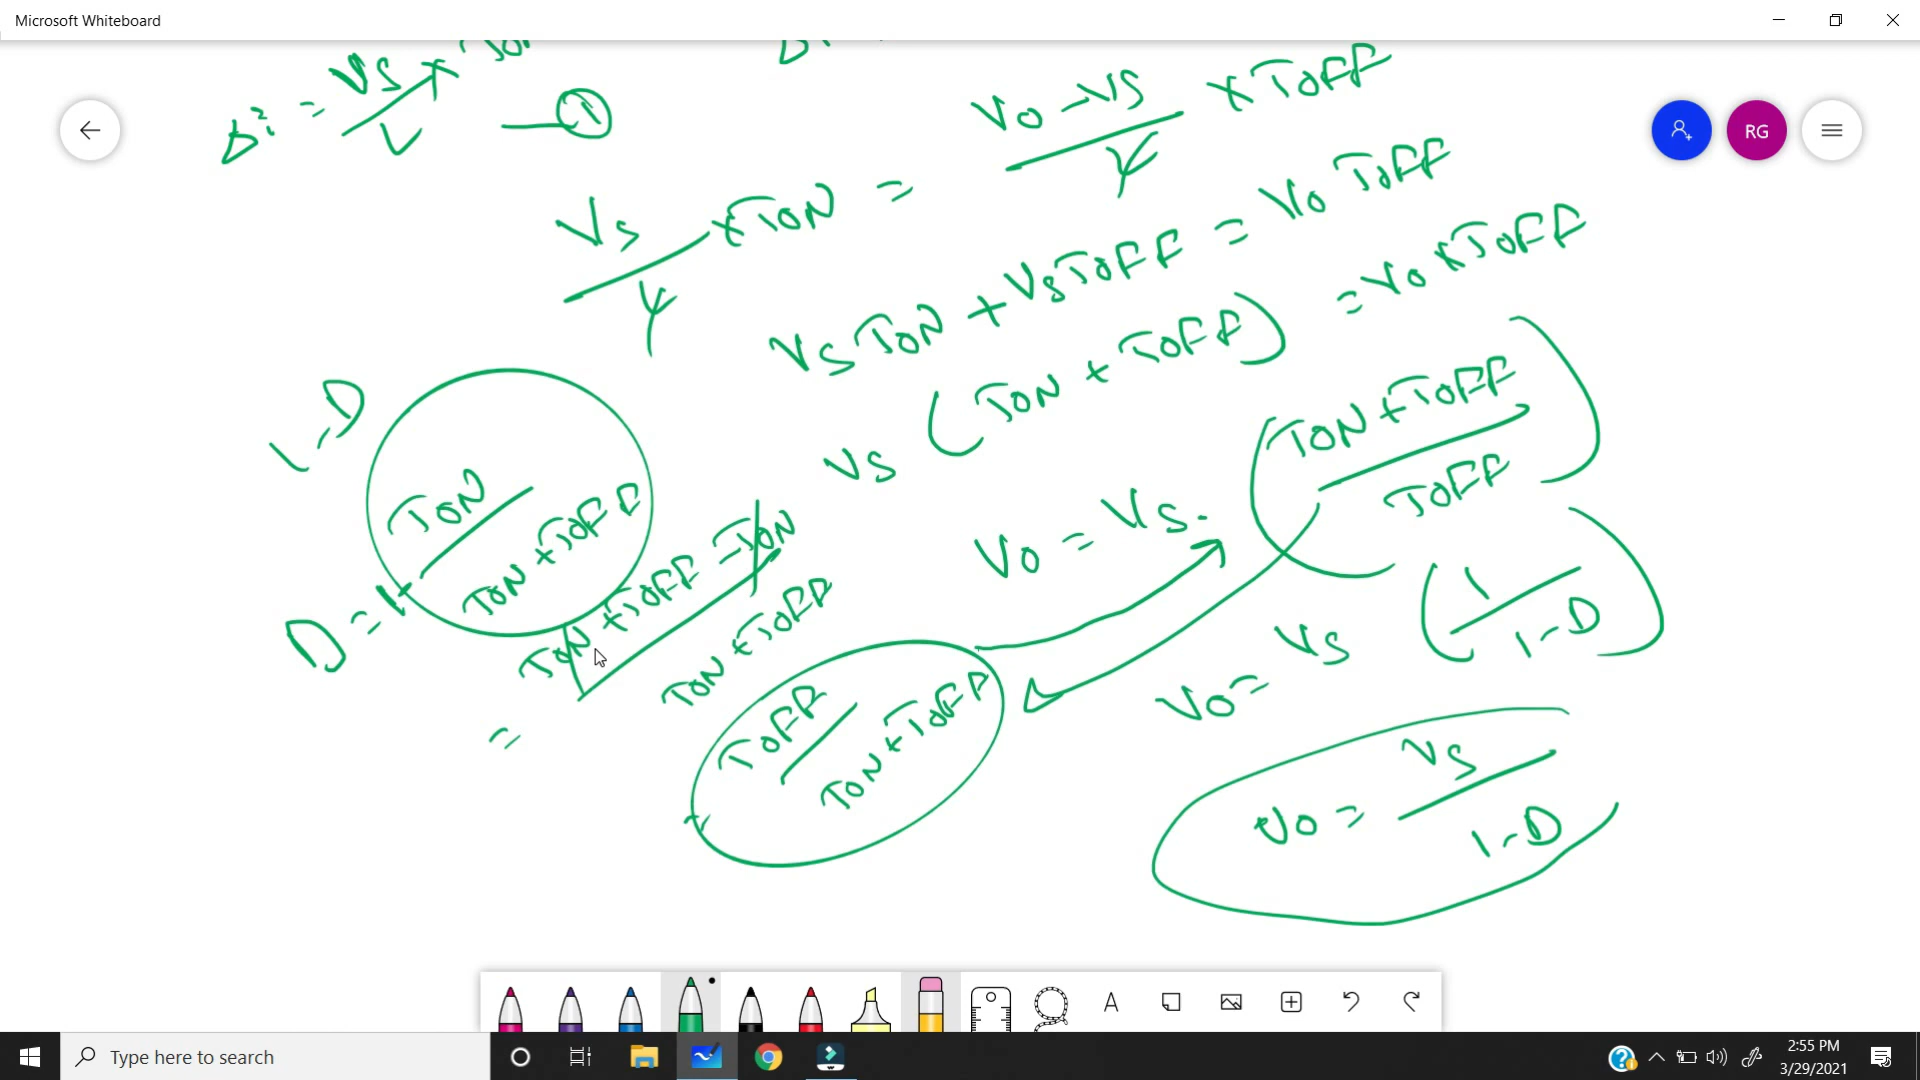 Microsoft Whiteboard
Δi = VS/L × TON — ①
VO - VS/L × TOFF
RG
VS/L × TON =
VS TON + VS TOFF = VO TOFF
VS (TON + TOFF) = VO × TOFF
1-D
D = 1- TON/TON + TOFF
VO = VS. (TON + TOFF/TOFF)
= TON + TOFF - TON/TON + TOFF
VO = VS (1/1-D)
TOFF/TON + TOFF
VO = VS/1-D
A
Type here to search
2:55 PM
3/29/2021